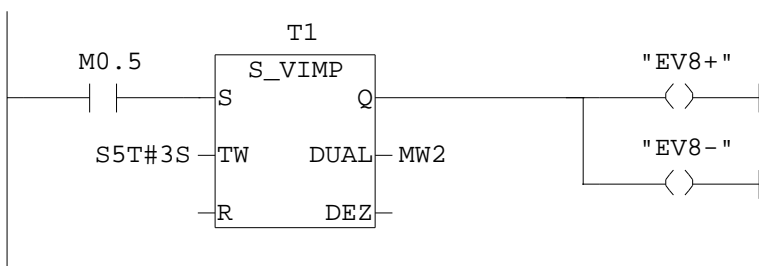 T1
M0.5 S_VIMP "EV8+"
S Q
"EV8-"
S5T#3S TW DUAL MW2
R DEZ